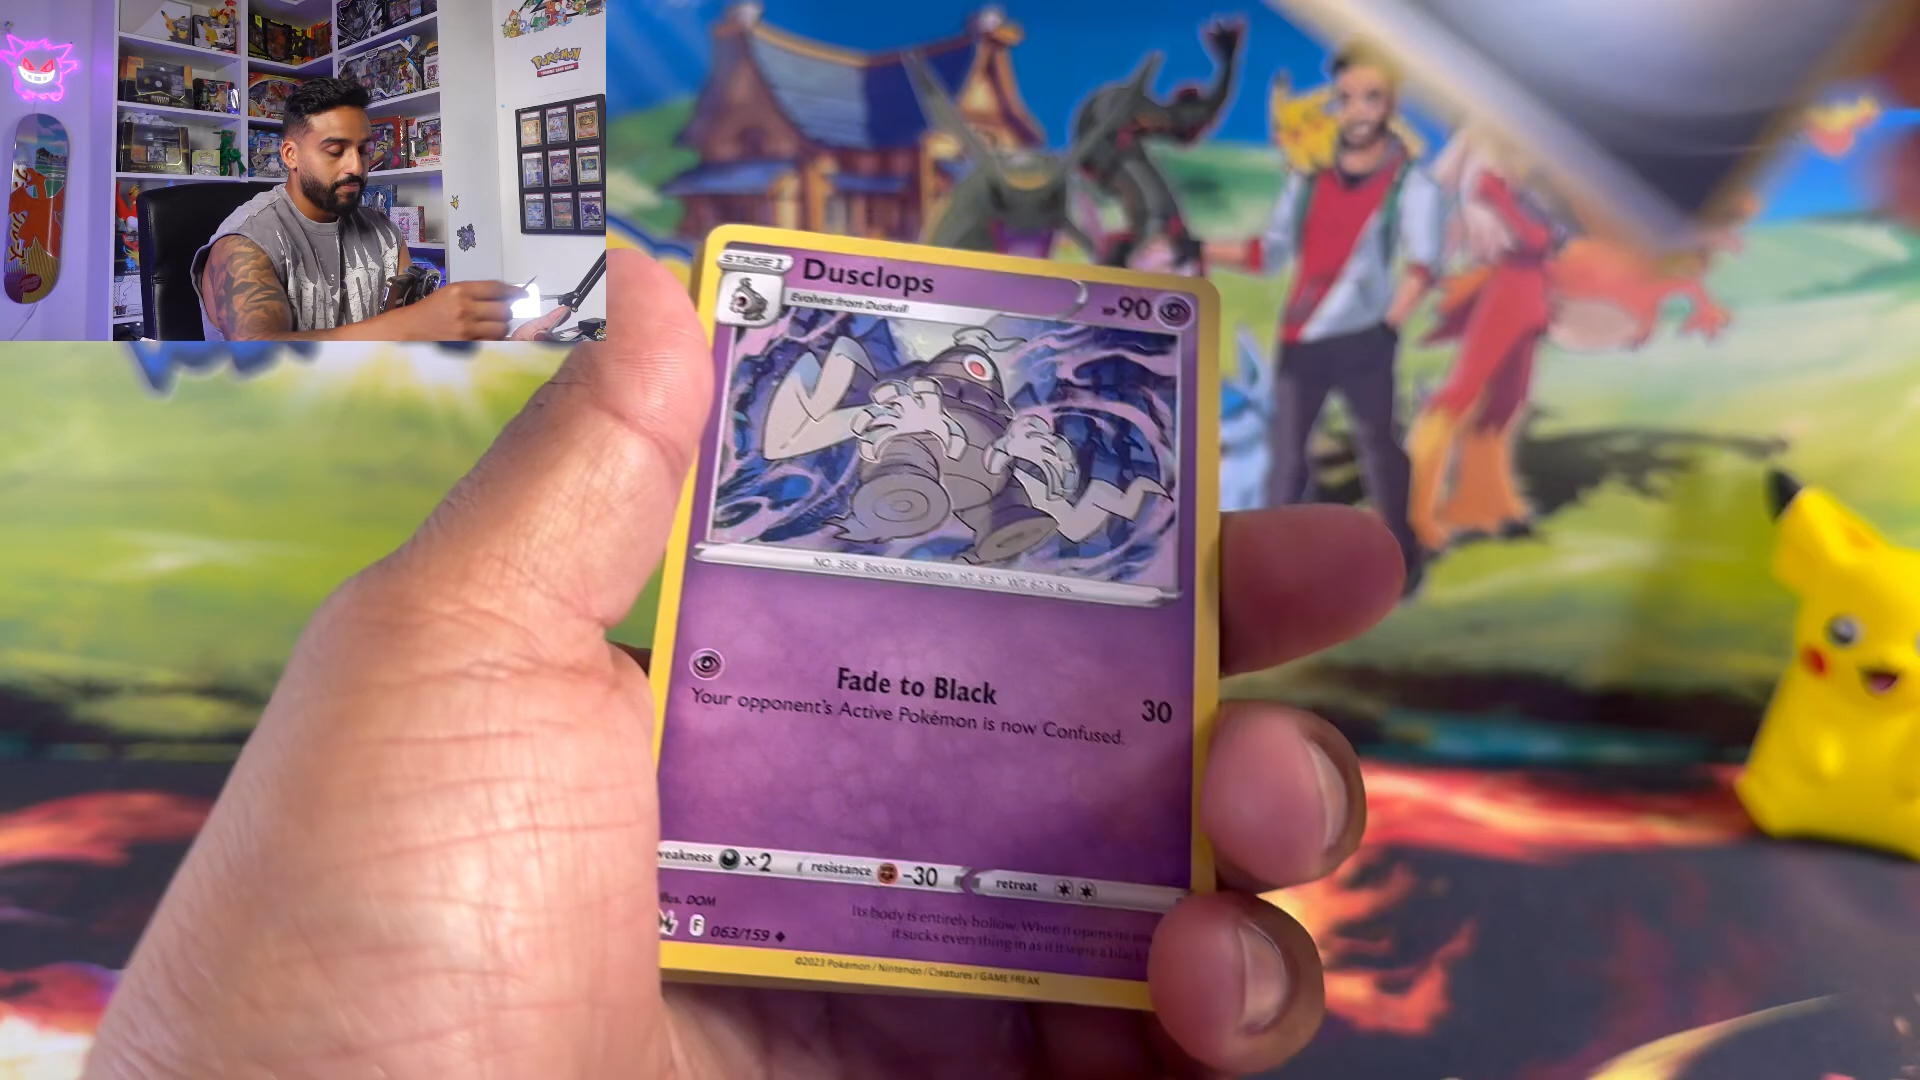 Pokémon
STAGE 1
Dusclops
HP 90
Evolves from Duskull
NO. 356 Beckon Pokémon HT: 5'3" WT: 67.5 lbs.
Fade to Black
30
Your opponent's Active Pokémon is now Confused.
weakness ×2 resistance -30 retreat
Illus. DOM
F 063/159
Its body is entirely hollow. When it opens its
it sucks everything in as if it were a black
©2023 Pokémon / Nintendo / Creatures / GAME FREAK